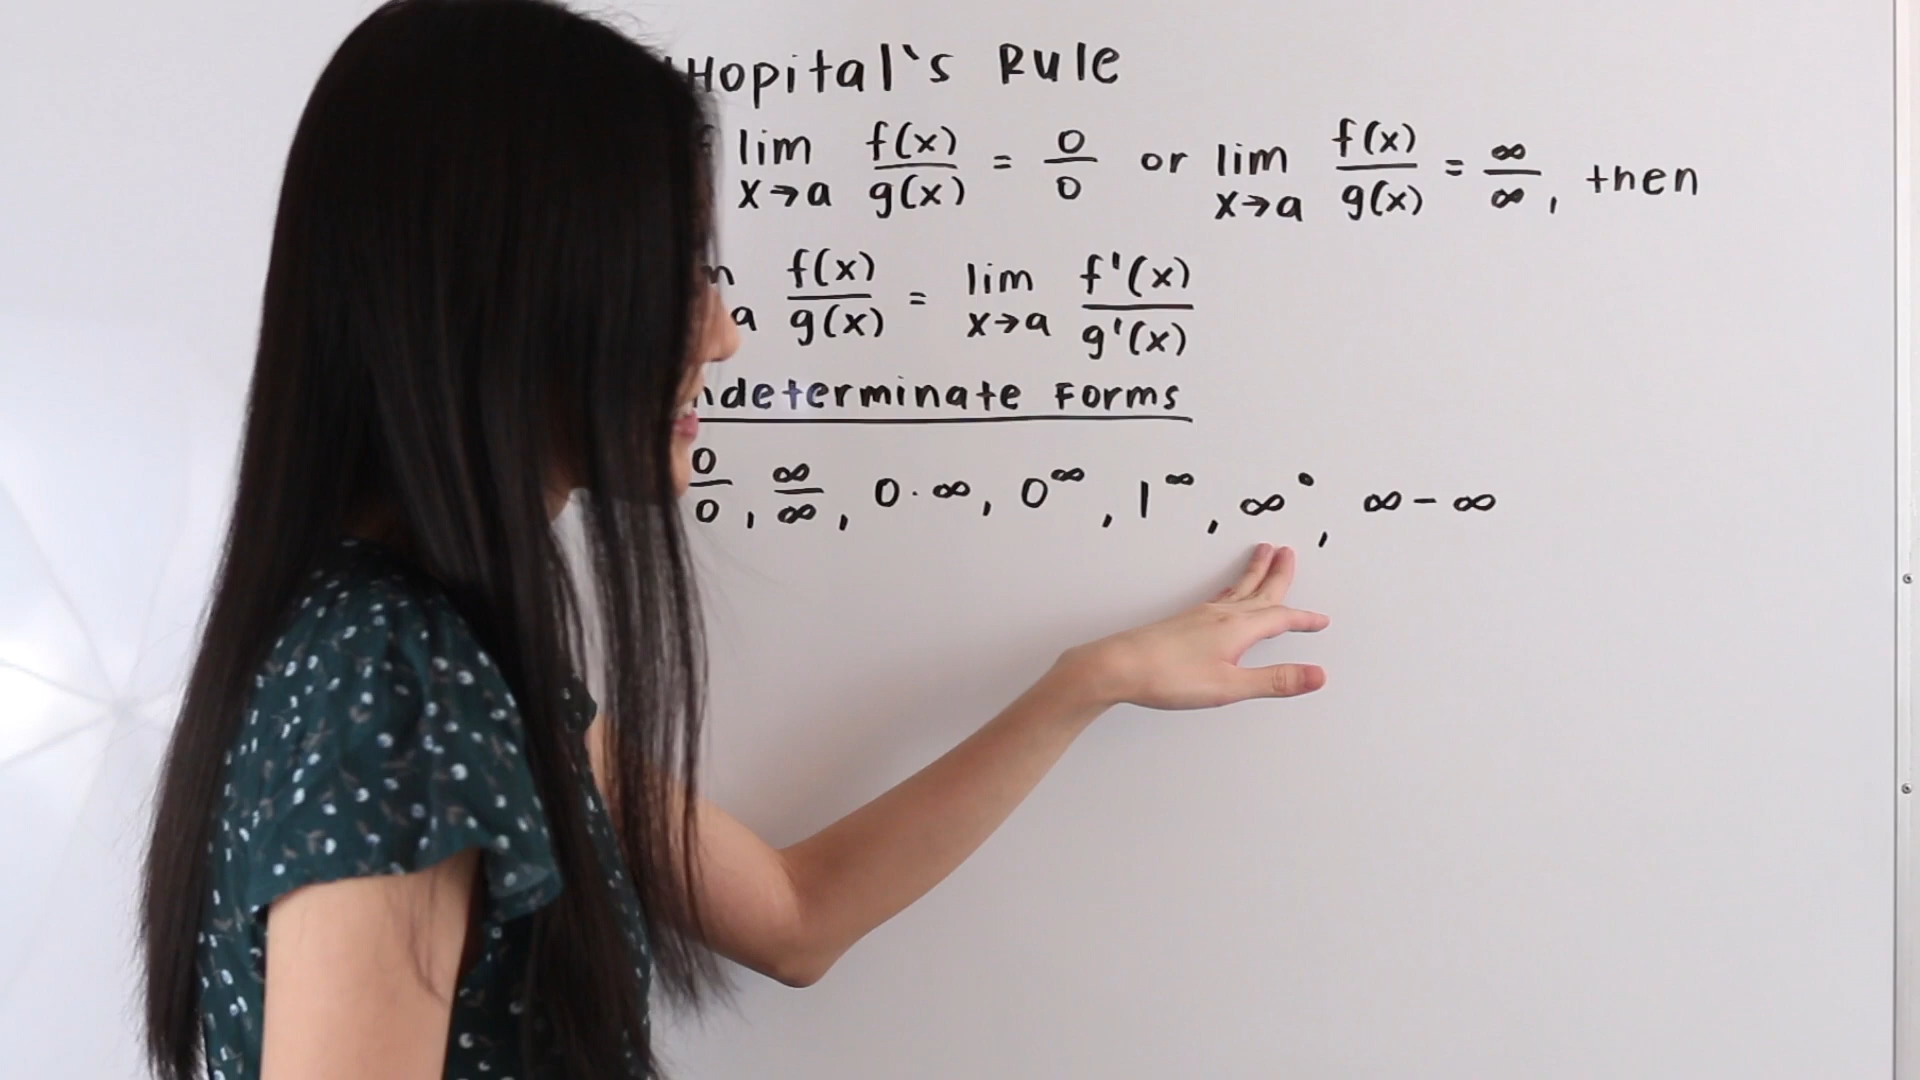 Hopital's Rule
lim x→a f(x)/g(x) = 0/0 or lim x→a f(x)/g(x) = ∞/∞, then
a f(x)/g(x) = lim x→a f'(x)/g'(x)
ndeterminate Forms
0/0, ∞/∞, 0·∞, 0^∞, 1^∞, ∞^0, ∞-∞